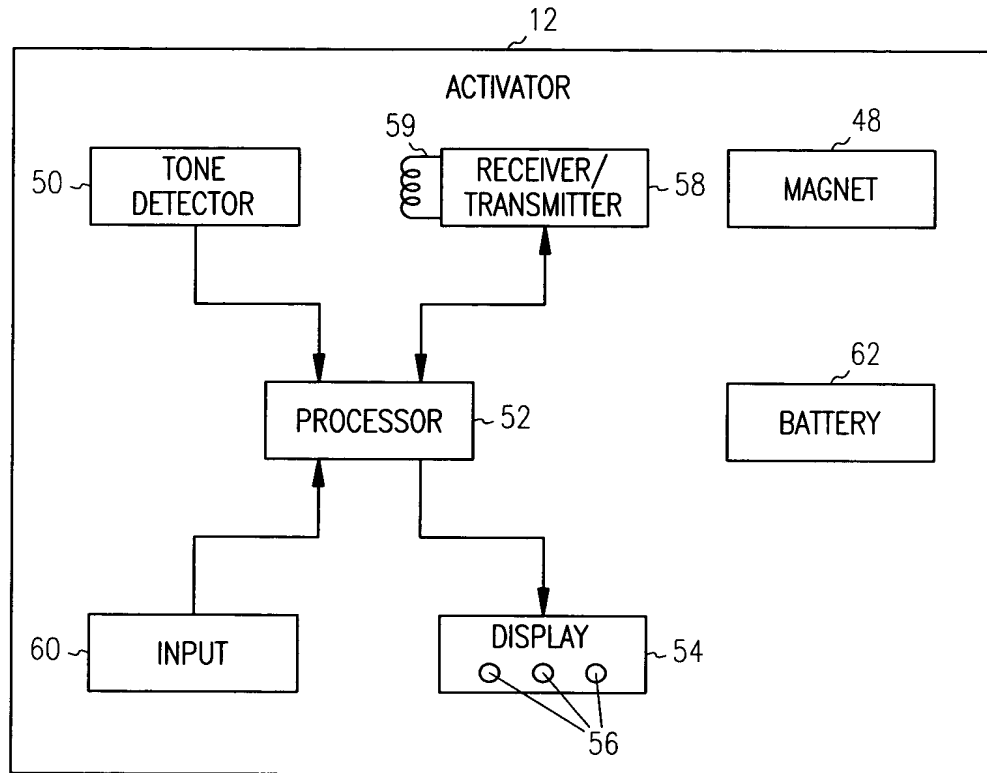 12
ACTIVATOR
50
TONE
DETECTOR
59
RECEIVER/
TRANSMITTER
58
48
MAGNET
PROCESSOR
52
62
BATTERY
60
INPUT
DISPLAY
54
56